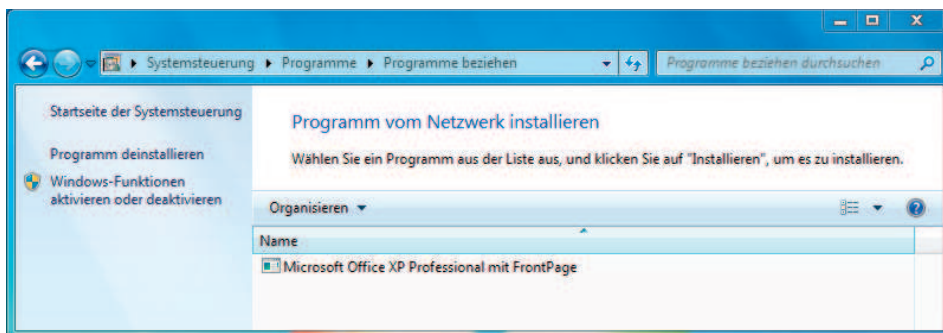 Systemsteuerung Programme Programme beziehen
Programme beziehen durchsuchen
Startseite der Systemsteuerung
Programm deinstallieren
Windows-Funktionen
aktivieren oder deaktivieren
Programm vom Netzwerk installieren
Wählen Sie ein Programm aus der Liste aus, und klicken Sie auf "Installieren", um es zu installieren.
Organisieren
Name
Microsoft Office XP Professional mit FrontPage